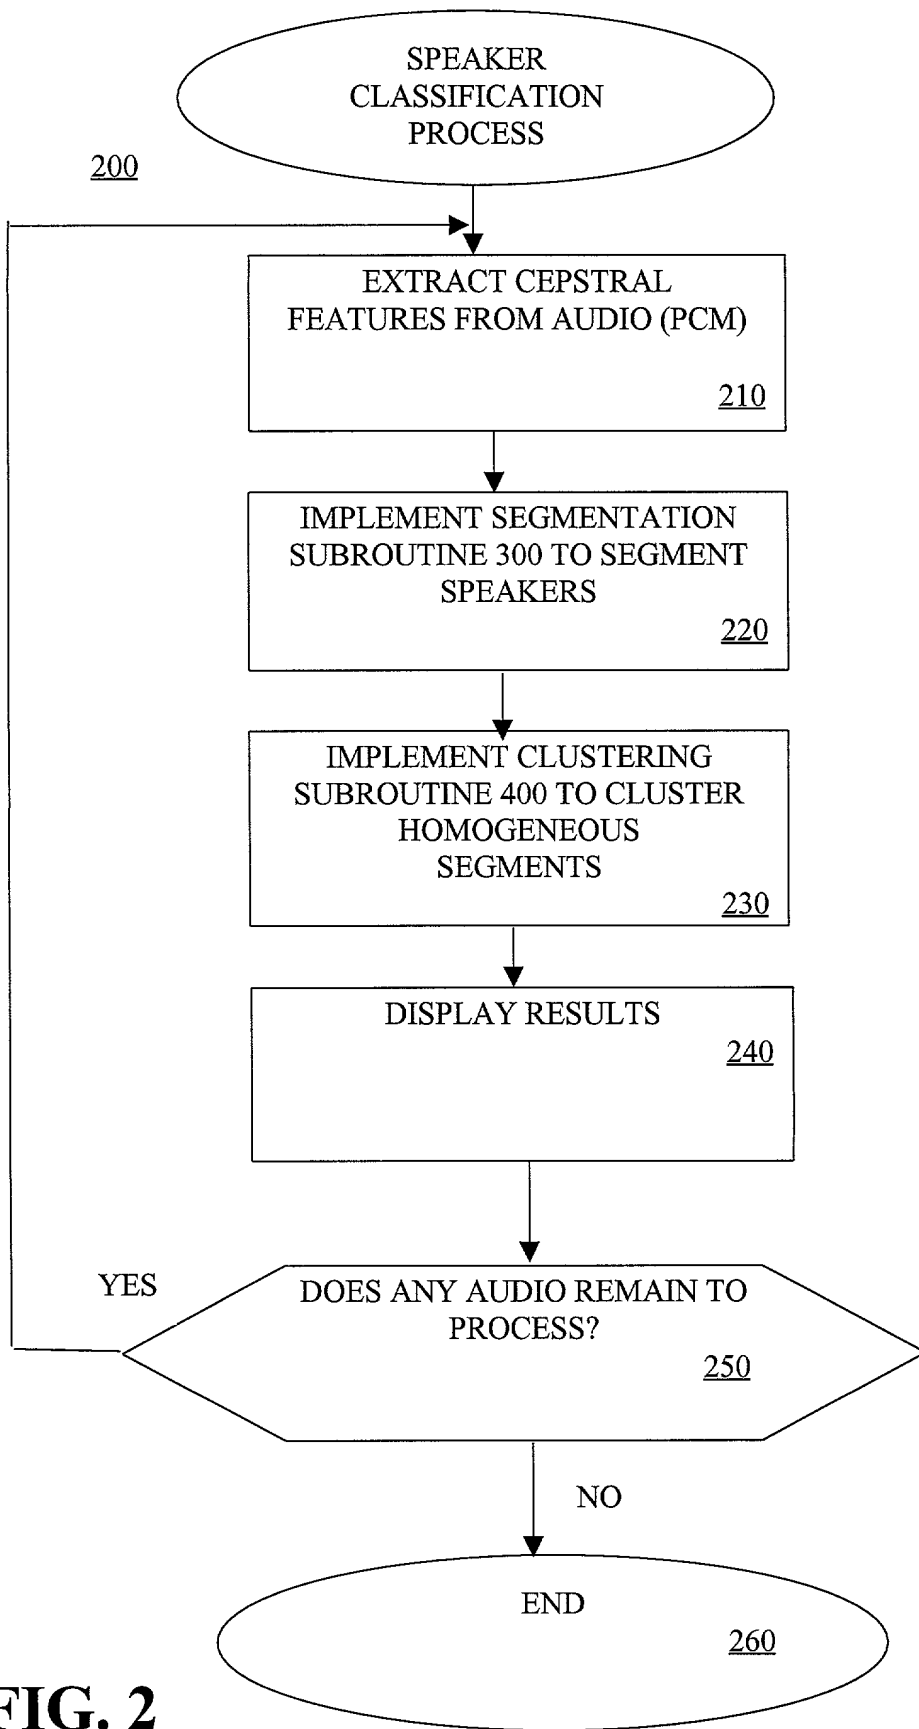 SPEAKER
CLASSIFICATION
PROCESS
200
EXTRACT CEPSTRAL
FEATURES FROM AUDIO (PCM)
210
IMPLEMENT SEGMENTATION
SUBROUTINE 300 TO SEGMENT
SPEAKERS
220
IMPLEMENT CLUSTERING
SUBROUTINE 400 TO CLUSTER
HOMOGENEOUS
SEGMENTS
230
DISPLAY RESULTS
240
YES
DOES ANY AUDIO REMAIN TO
PROCESS?
250
NO
END
260
FIG. 2